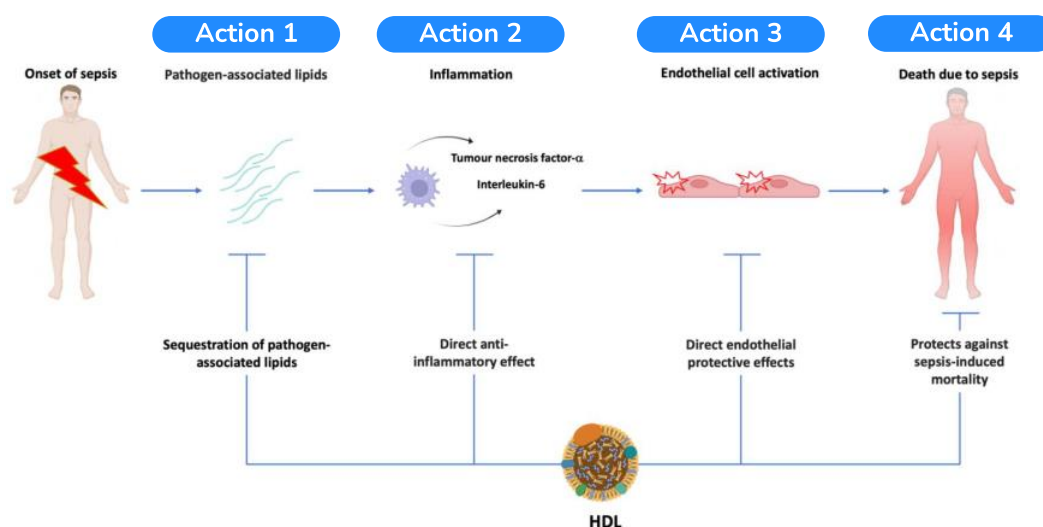 Action 1
Action 2
Action 3
Action 4
Onset of sepsis
Pathogen-associated lipids
Inflammation
Endothelial cell activation
Death due to sepsis
Tumour necrosis factor-α
Interleukin-6
Sequestration of pathogen-
associated lipids
Direct anti-
inflammatory effect
Direct endothelial
protective effects
Protects against
sepsis-induced
mortality
HDL